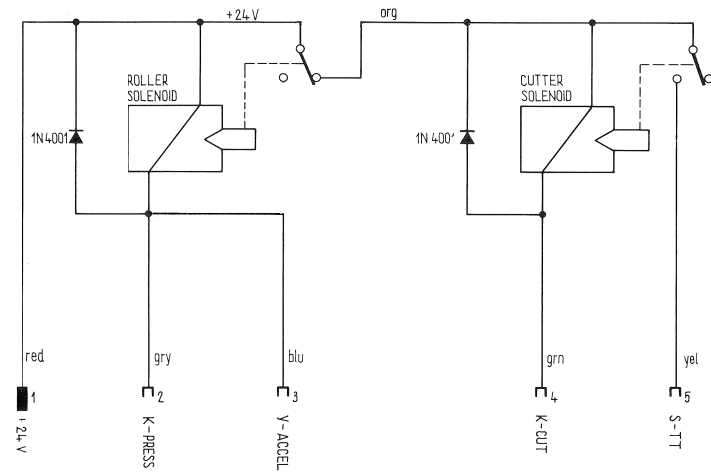 +24V
org
ROLLER
SOLENOID
CUTTER
SOLENOID
1N4001
1N 400'
red
gry
blu
grn
yel
1
2
3
4
5
+24V
K-PRESS
Y-ACCEL
K-CUT
S-TT